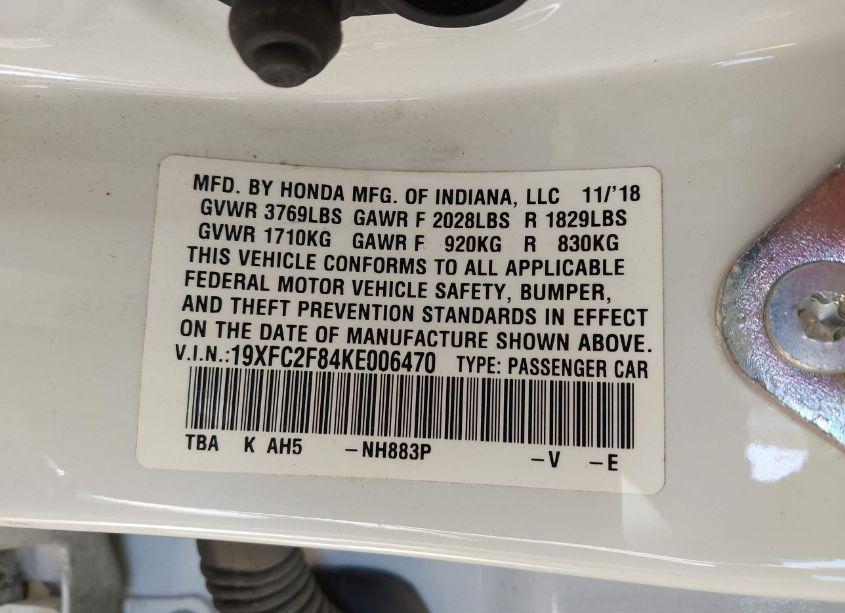 MFD. BY HONDA MFG. OF INDIANA, LLC 11/'18
GVWR 3769LBS GAWR F 2028LBS R 1829LBS
GVWR 1710KG GAWR F 920KG R 830KG
THIS VEHICLE CONFORMS TO ALL APPLICABLE
FEDERAL MOTOR VEHICLE SAFETY, BUMPER,
AND THEFT PREVENTION STANDARDS IN EFFECT
ON THE DATE OF MANUFACTURE SHOWN ABOVE.
V.I.N.:19XFC2F84KE006470 TYPE: PASSENGER CAR
TBA K AH5 -NH883P -V -E